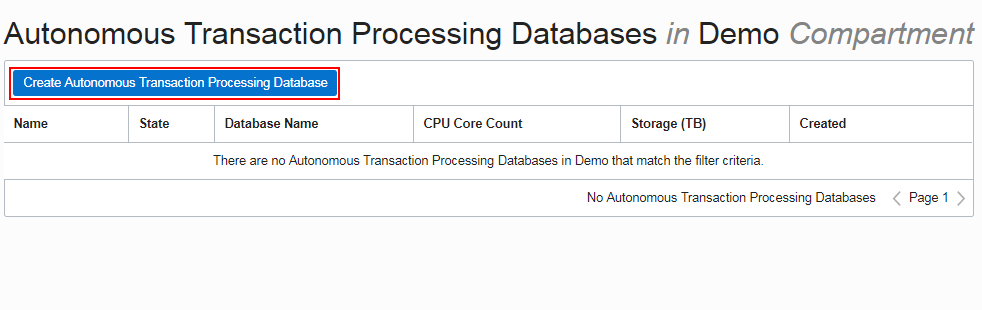 Autonomous Transaction Processing Databases in Demo Compartment
Create Autonomous Transaction Processing Database
Name State Database Name CPU Core Count Storage (TB) Created
There are no Autonomous Transaction Processing Databases in Demo that match the filter criteria.
No Autonomous Transaction Processing Databases Page 1